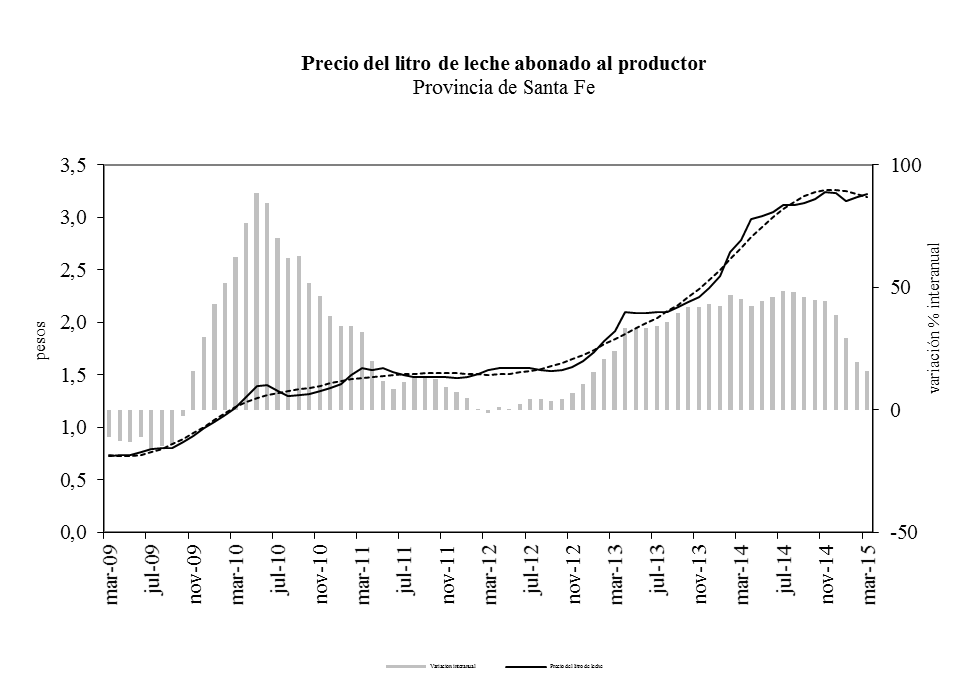 Precio del litro de leche abonado al productor
Provincia de Santa Fe
3,5
3,0
2,5
2,0
1,5
1,0
0,5
0,0
pesos
100
50
0
-50
variación % interanual
mar-09
jul-09
nov-09
mar-10
jul-10
nov-10
mar-11
jul-11
nov-11
mar-12
jul-12
nov-12
mar-13
jul-13
nov-13
mar-14
jul-14
nov-14
mar-15
Variación interanual
Precio del litro de leche